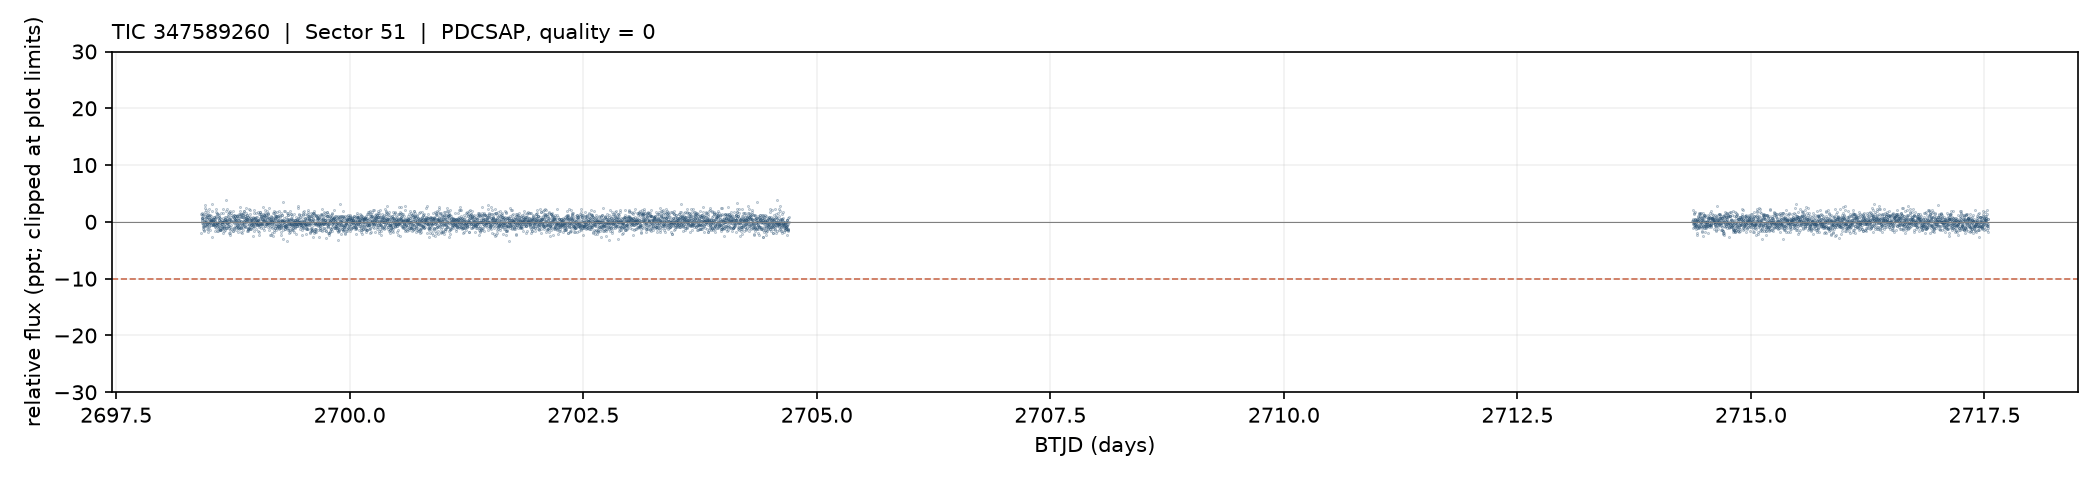 TIC 347589260 | Sector 51 | PDCSAP, quality = 0
relative flux (ppt; clipped at plot limits)
30
20
10
0
−10
−20
−30
2697.5 2700.0 2702.5 2705.0 2707.5 2710.0 2712.5 2715.0 2717.5
BTJD (days)